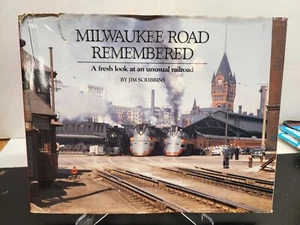 MILWAUKEE ROAD
REMEMBERED
A fresh look at an unusual railroad
BY JIM SCRIBBINS